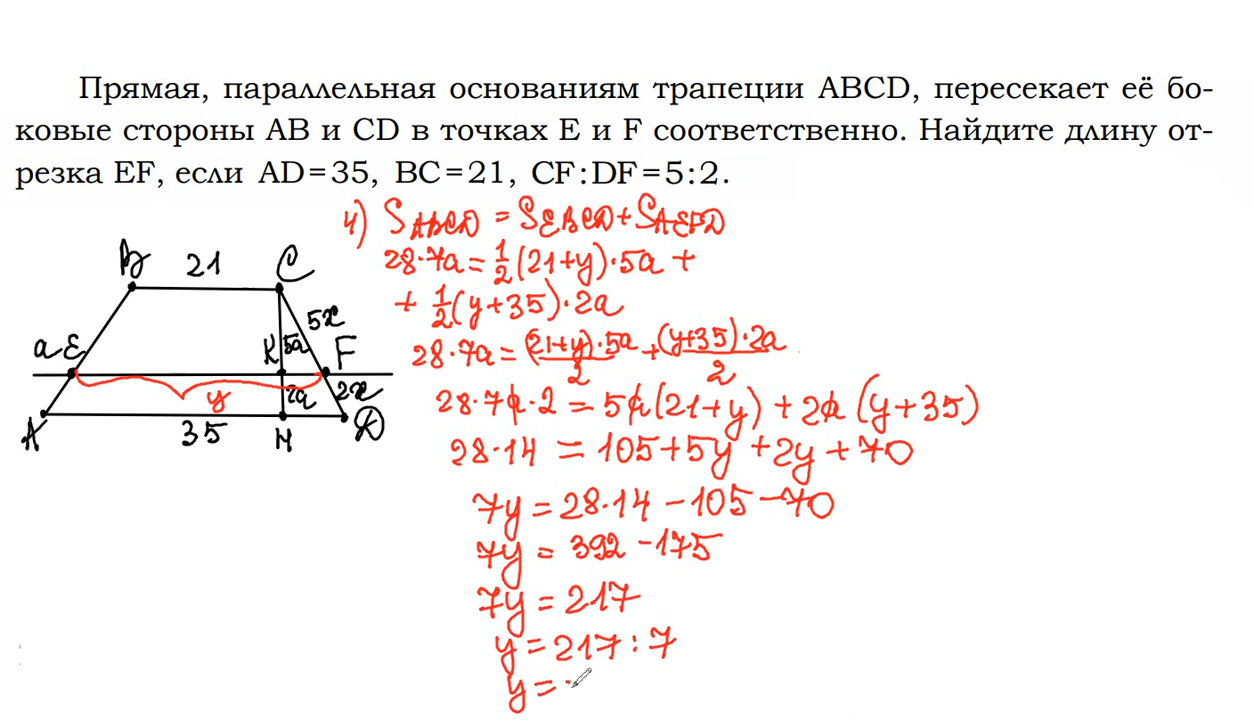 Прямая, параллельная основаниям трапеции ABCD, пересекает её бо-
ковые стороны AB и CD в точках E и F соответственно. Найдите длину от-
резка EF, если AD=35, BC=21, CF:DF=5:2.
4) SABCD = SEBCD + SAEFD
28·7a = 1/2 (21+y)·5a +
+ 1/2 (y+35)·2a
28·7a = (21+y)·5a/2 + (y+35)·2a/2
28·7a·2 = 5a(21+y) + 2a(y+35)
28·14 = 105+5y+2y+70
7y = 28·14 - 105 - 70
7y = 392 - 175
7y = 217
y = 217 : 7
y =
B 21 C
5x
a E K 5a F
y 2a 2x
A 35 H D